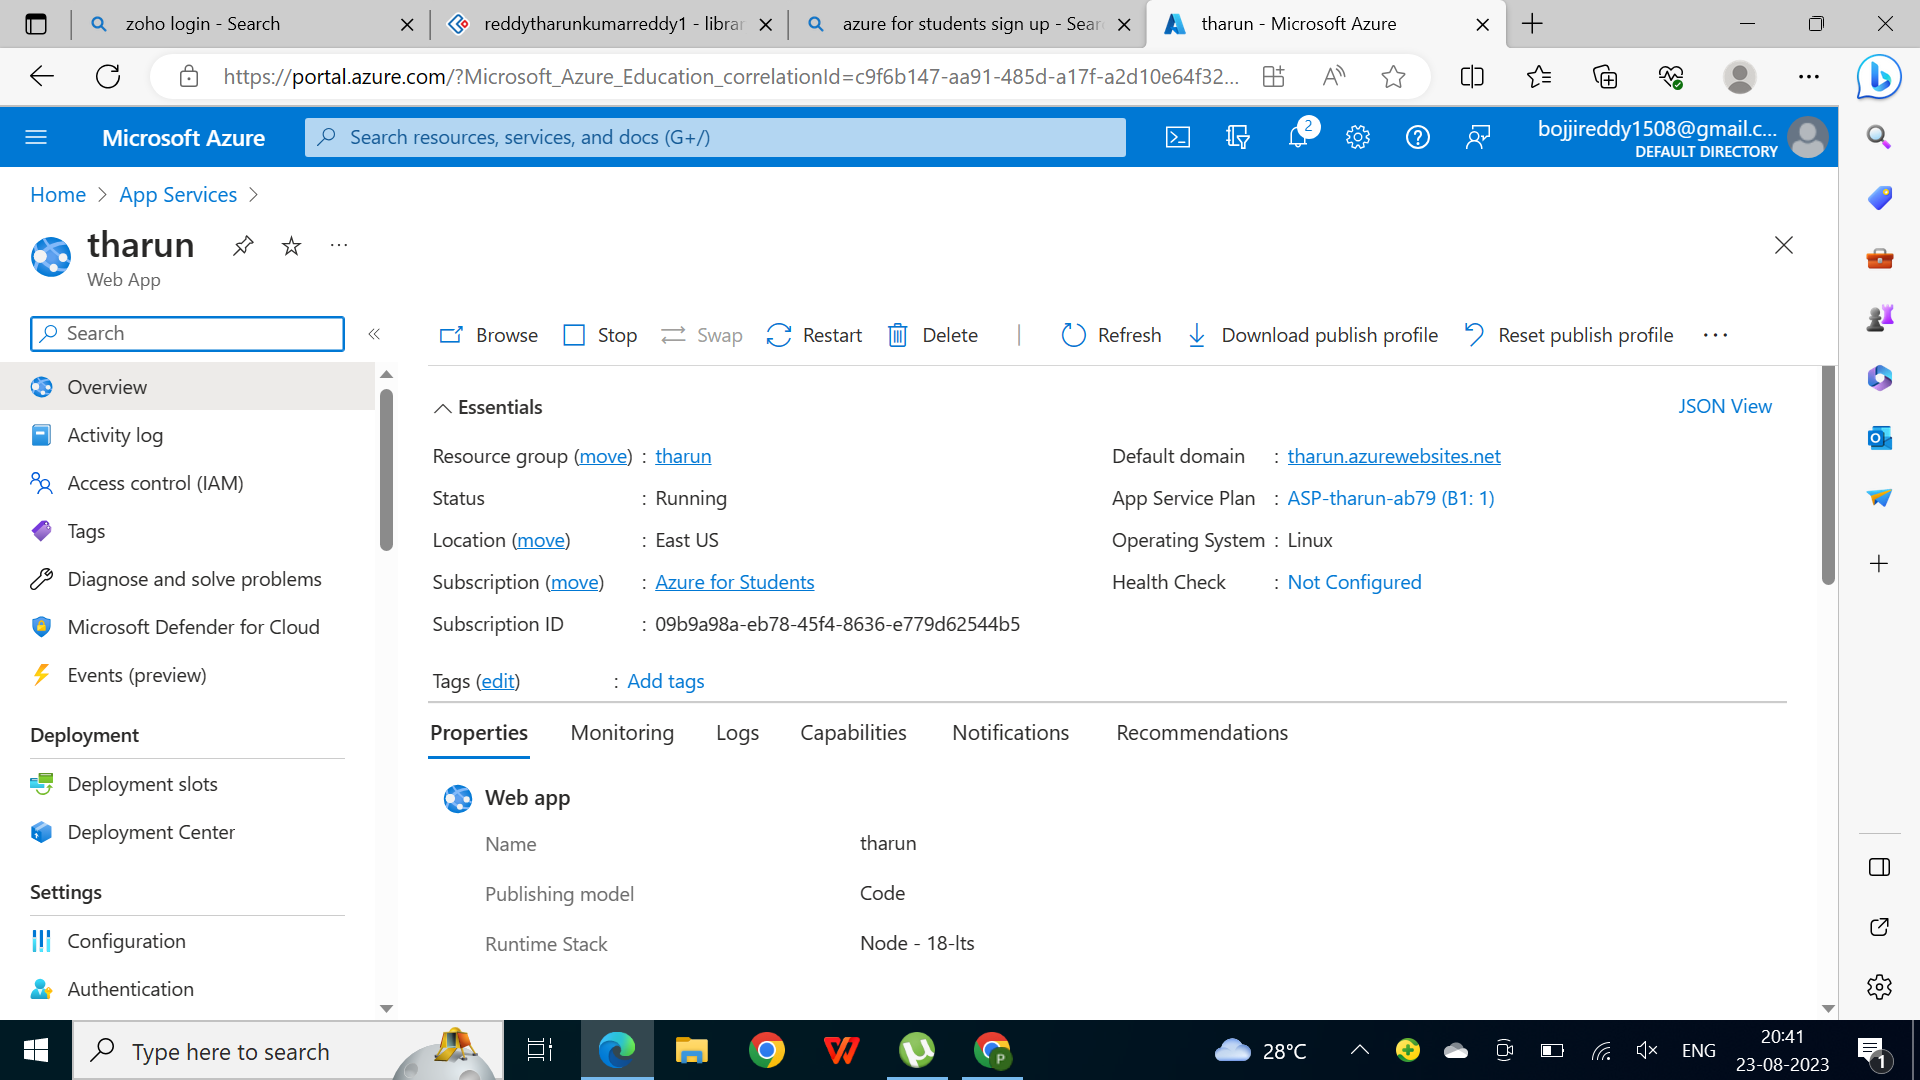 zoho login - Search
reddytharunkumarreddy1 - librar
azure for students sign up - Sear
tharun - Microsoft Azure
https://portal.azure.com/?Microsoft_Azure_Education_correlationId=c9f6b147-aa91-485d-a17f-a2d10e64f32...
Microsoft Azure
Search resources, services, and docs (G+/)
2
bojjireddy1508@gmail.c...
DEFAULT DIRECTORY
Home > App Services >
tharun
Web App
Search
Browse Stop Swap Restart Delete Refresh Download publish profile Reset publish profile
Overview
Activity log
Access control (IAM)
Tags
Diagnose and solve problems
Microsoft Defender for Cloud
Events (preview)
Deployment
Deployment slots
Deployment Center
Settings
Configuration
Authentication
Essentials
JSON View
Resource group (move) : tharun
Status : Running
Location (move) : East US
Subscription (move) : Azure for Students
Subscription ID : 09b9a98a-eb78-45f4-8636-e779d62544b5
Default domain : tharun.azurewebsites.net
App Service Plan : ASP-tharun-ab79 (B1: 1)
Operating System : Linux
Health Check : Not Configured
Tags (edit) : Add tags
Properties Monitoring Logs Capabilities Notifications Recommendations
Web app
Name tharun
Publishing model Code
Runtime Stack Node - 18-lts
Type here to search
28°C
ENG
20:41
23-08-2023
1